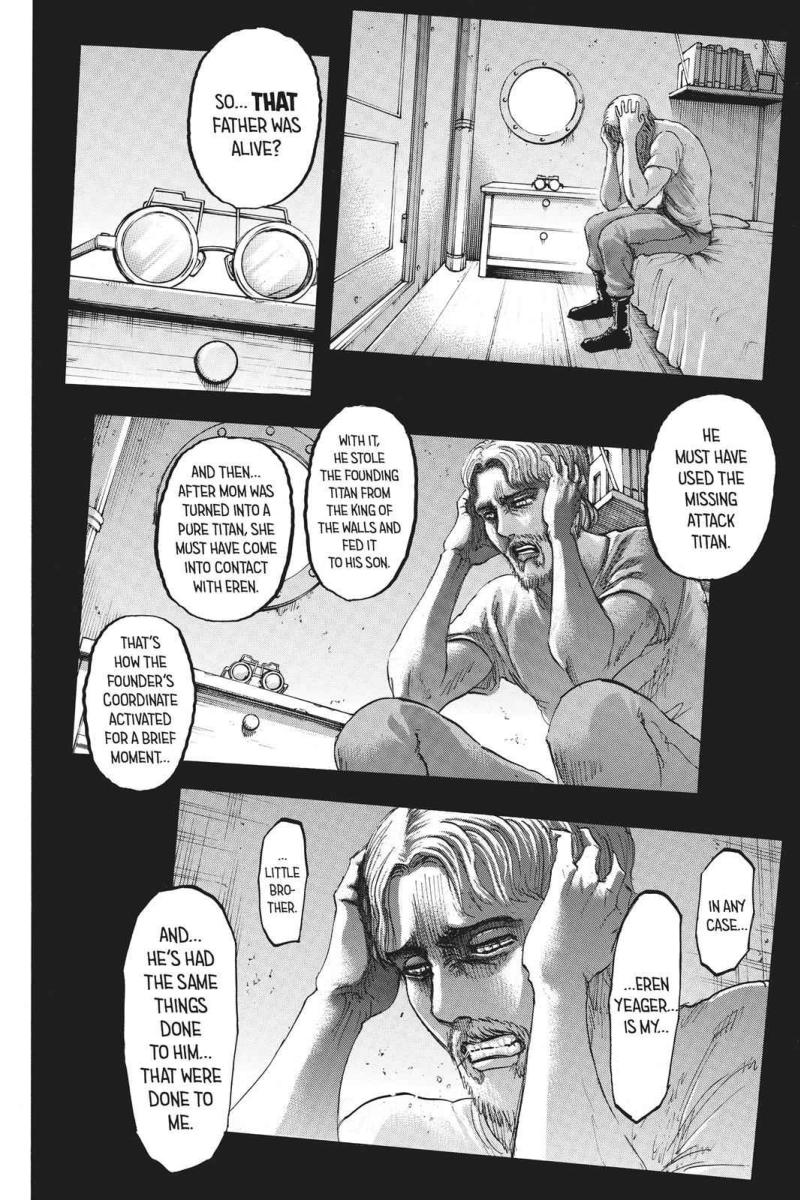 SO... THAT
FATHER WAS
ALIVE?
HE
MUST HAVE
USED THE
MISSING
ATTACK
TITAN.
WITH IT,
HE STOLE
THE FOUNDING
TITAN FROM
THE KING OF
THE WALLS AND
FED IT
TO HIS SON.
AND THEN...
AFTER MOM WAS
TURNED INTO A
PURE TITAN, SHE
MUST HAVE COME
INTO CONTACT
WITH EREN.
THAT'S
HOW THE
FOUNDER'S
COORDINATE
ACTIVATED
FOR A BRIEF
MOMENT...
IN ANY
CASE...
...EREN
YEAGER...
IS MY...
...
LITTLE
BRO-
THER.
AND...
HE'S HAD
THE SAME
THINGS
DONE
TO HIM...
THAT WERE
DONE TO
ME.